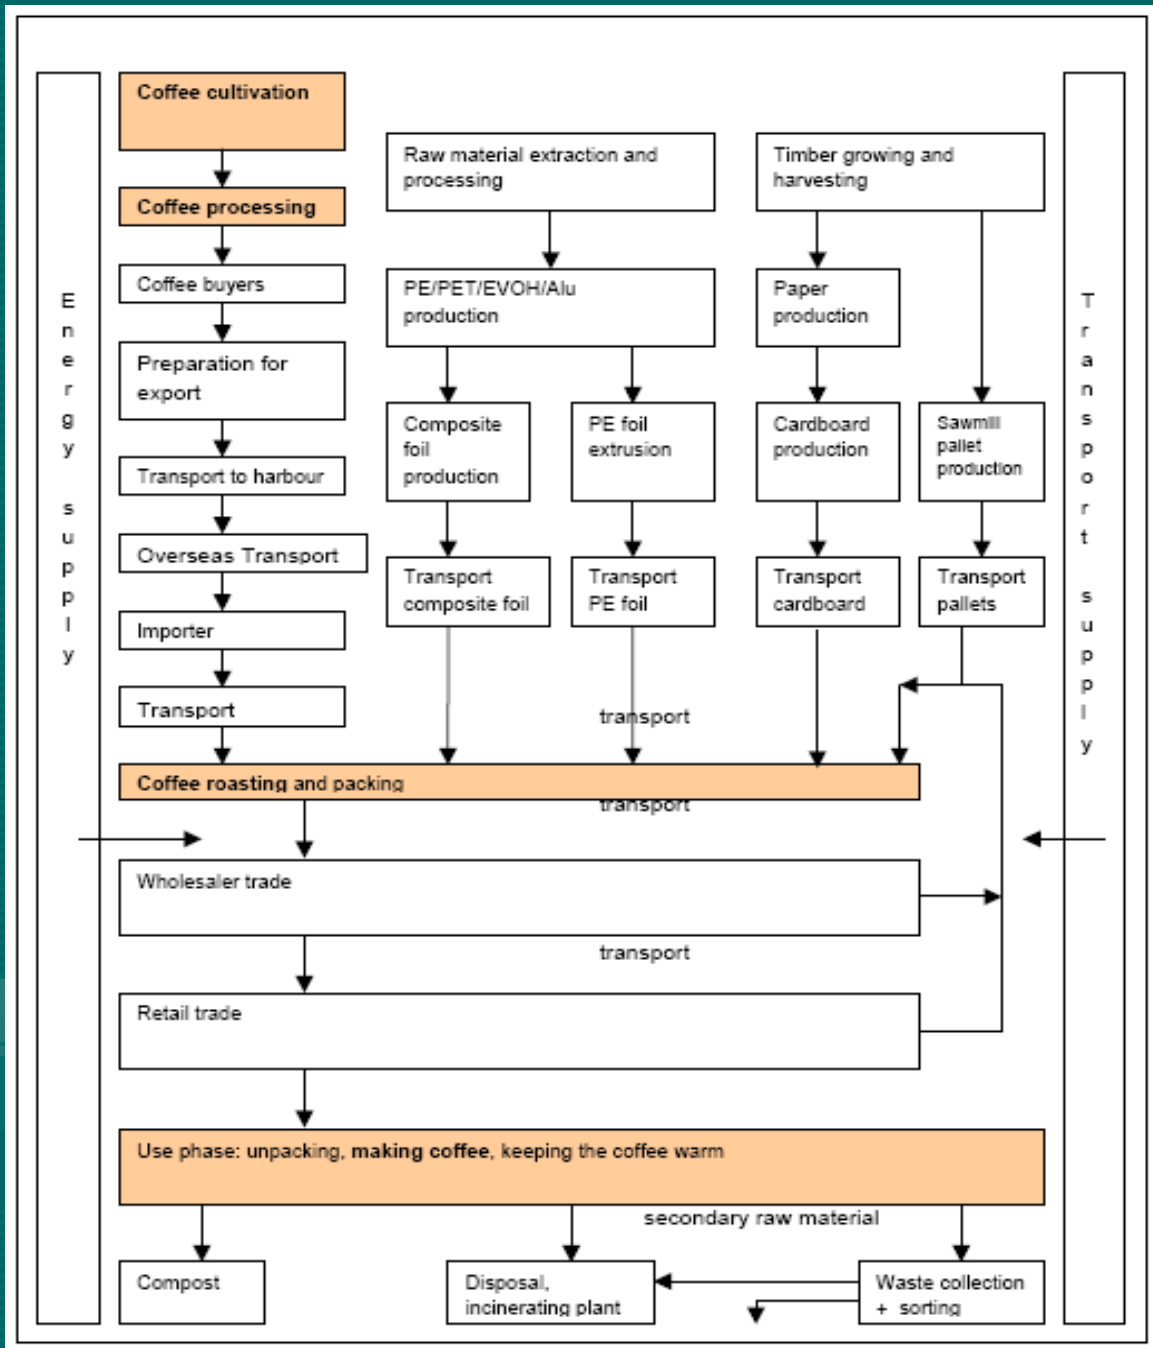 Coffee cultivation
Coffee processing
Coffee buyers
Preparation for
export
Transport to harbour
Overseas Transport
Importer
Transport
Raw material extraction and
processing
PE/PET/EVOH/Alu
production
Composite
foil
production
PE foil
extrusion
Transport
composite foil
Transport
PE foil
Timber growing and
harvesting
Paper
production
Cardboard
production
Sawmill
pallet
production
Transport
cardboard
Transport
pallets
Energy supply
Transport supply
transport
Coffee roasting and packing
transport
Wholesaler trade
transport
Retail trade
Use phase: unpacking, making coffee, keeping the coffee warm
secondary raw material
Compost
Disposal,
incinerating plant
Waste collection
+ sorting